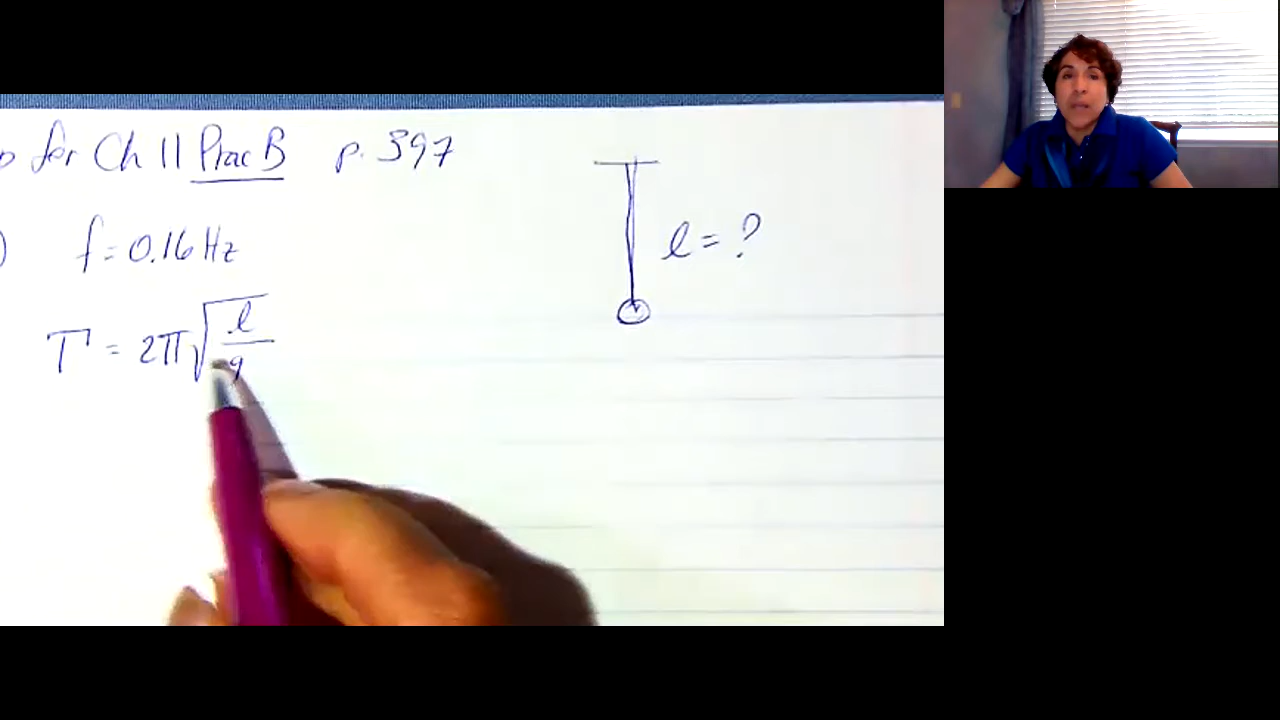 for Ch 11 Prac B p. 397
) f = 0.16 Hz
l = ?
T = 2π√(l/g)